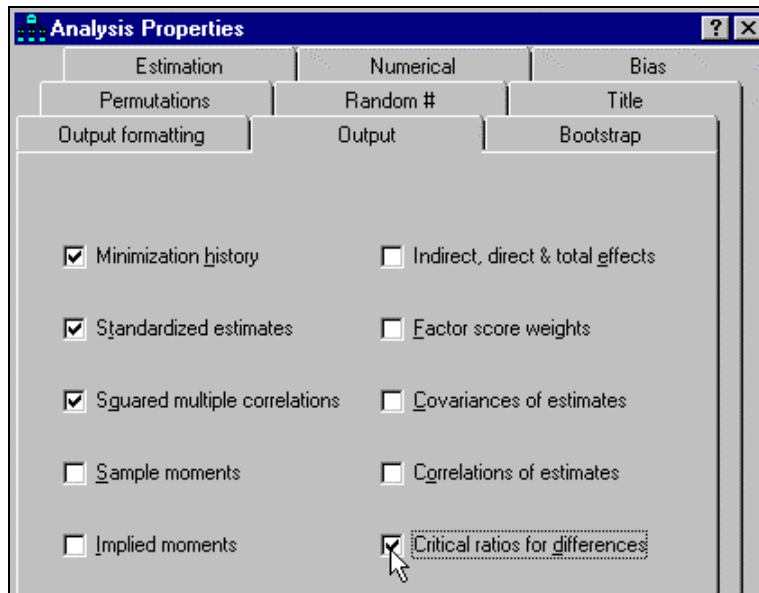 Analysis Properties
Estimation
Numerical
Bias
Permutations
Random #
Title
Output formatting
Output
Bootstrap
Minimization history
Indirect, direct & total effects
Standardized estimates
Factor score weights
Squared multiple correlations
Covariances of estimates
Sample moments
Correlations of estimates
Implied moments
Critical ratios for differences